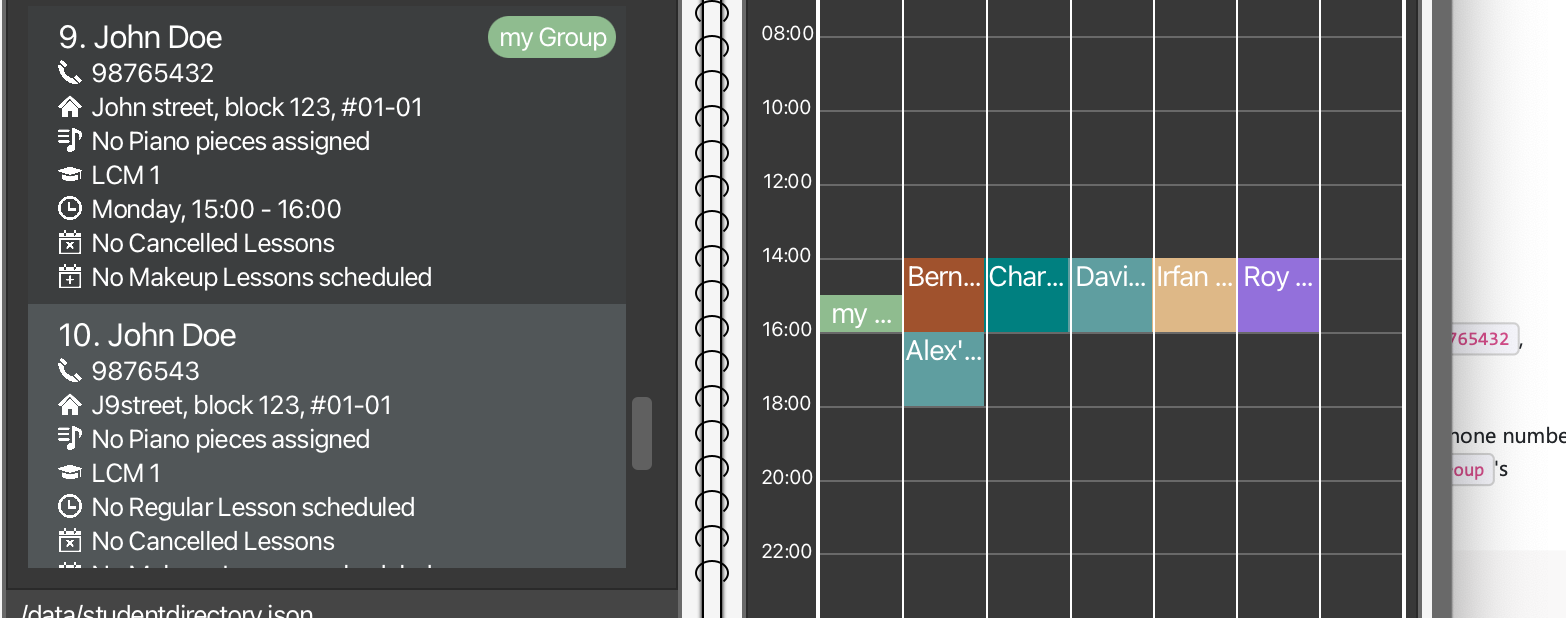 9. John Doe
my Group
98765432
John street, block 123, #01-01
No Piano pieces assigned
LCM 1
Monday, 15:00 - 16:00
No Cancelled Lessons
No Makeup Lessons scheduled
10. John Doe
9876543
J9street, block 123, #01-01
No Piano pieces assigned
LCM 1
No Regular Lesson scheduled
No Cancelled Lessons
/data/studentdirectory.json
08:00
10:00
12:00
14:00
Bern... Char... Davi... Irfan ... Roy ...
my ...
16:00
Alex'...
18:00
20:00
22:00
765432,
hone numbe
oup's